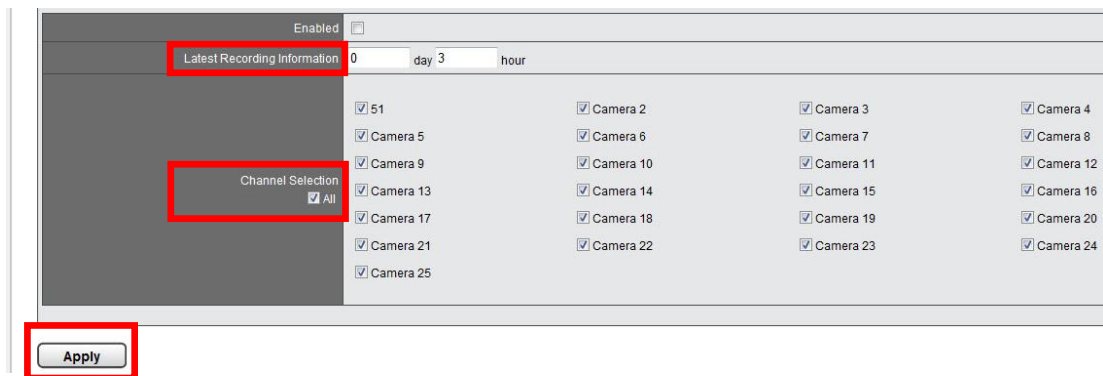 Enabled
Latest Recording Information 0 day 3 hour
51 Camera 2 Camera 3 Camera 4
Camera 5 Camera 6 Camera 7 Camera 8
Camera 9 Camera 10 Camera 11 Camera 12
Channel Selection
All
Camera 13 Camera 14 Camera 15 Camera 16
Camera 17 Camera 18 Camera 19 Camera 20
Camera 21 Camera 22 Camera 23 Camera 24
Camera 25
Apply